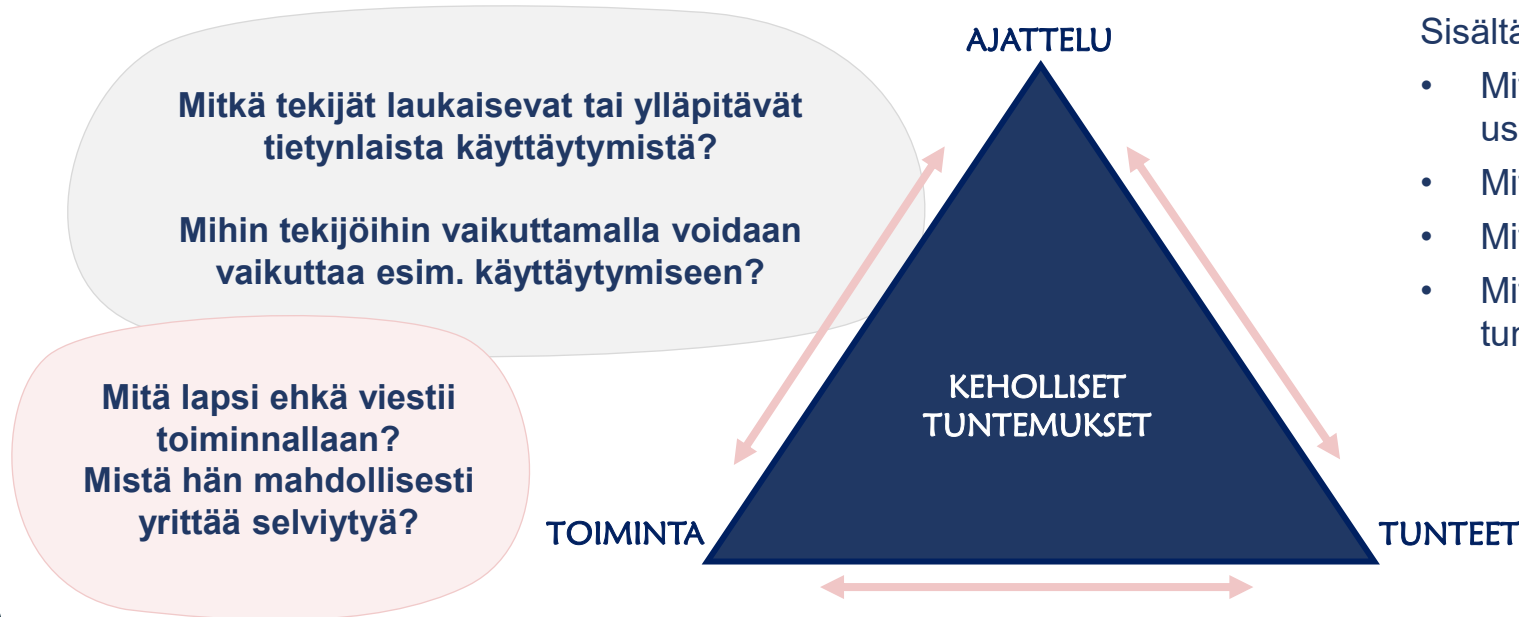 AJATTELU
Mitkä tekijät laukaisevat tai ylläpitävät
tietynlaista käyttäytymistä?
Mihin tekijöihin vaikuttamalla voidaan
vaikuttaa esim. käyttäytymiseen?
Mitä lapsi ehkä viestii
toiminnallaan?
Mistä hän mahdollisesti
yrittää selviytyä?
KEHOLLISET
TUNTEMUKSET
TOIMINTA
TUNTEET